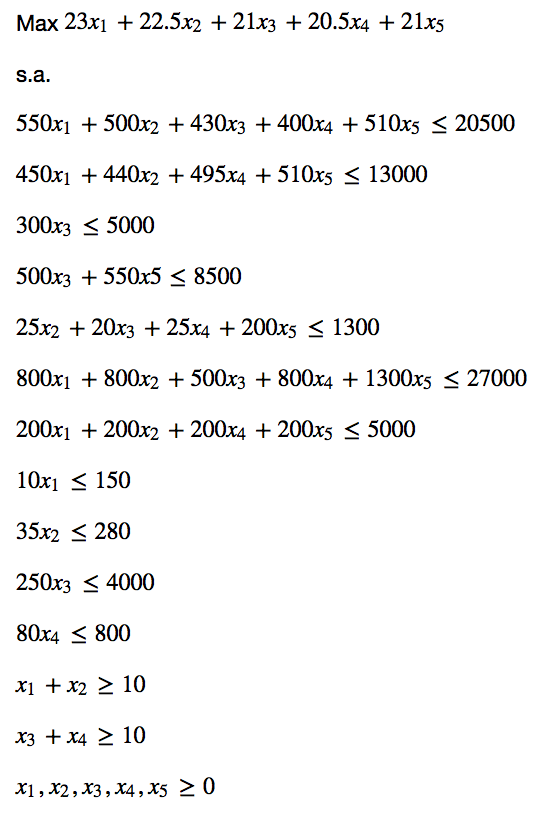 Max 23x₁ + 22.5x₂ + 21x₃ + 20.5x₄ + 21x₅
s.a.
550x₁ + 500x₂ + 430x₃ + 400x₄ + 510x₅ ≤ 20500
450x₁ + 440x₂ + 495x₄ + 510x₅ ≤ 13000
300x₃ ≤ 5000
500x₃ + 550x5 ≤ 8500
25x₂ + 20x₃ + 25x₄ + 200x₅ ≤ 1300
800x₁ + 800x₂ + 500x₃ + 800x₄ + 1300x₅ ≤ 27000
200x₁ + 200x₂ + 200x₄ + 200x₅ ≤ 5000
10x₁ ≤ 150
35x₂ ≤ 280
250x₃ ≤ 4000
80x₄ ≤ 800
x₁ + x₂ ≥ 10
x₃ + x₄ ≥ 10
x₁, x₂, x₃, x₄, x₅ ≥ 0